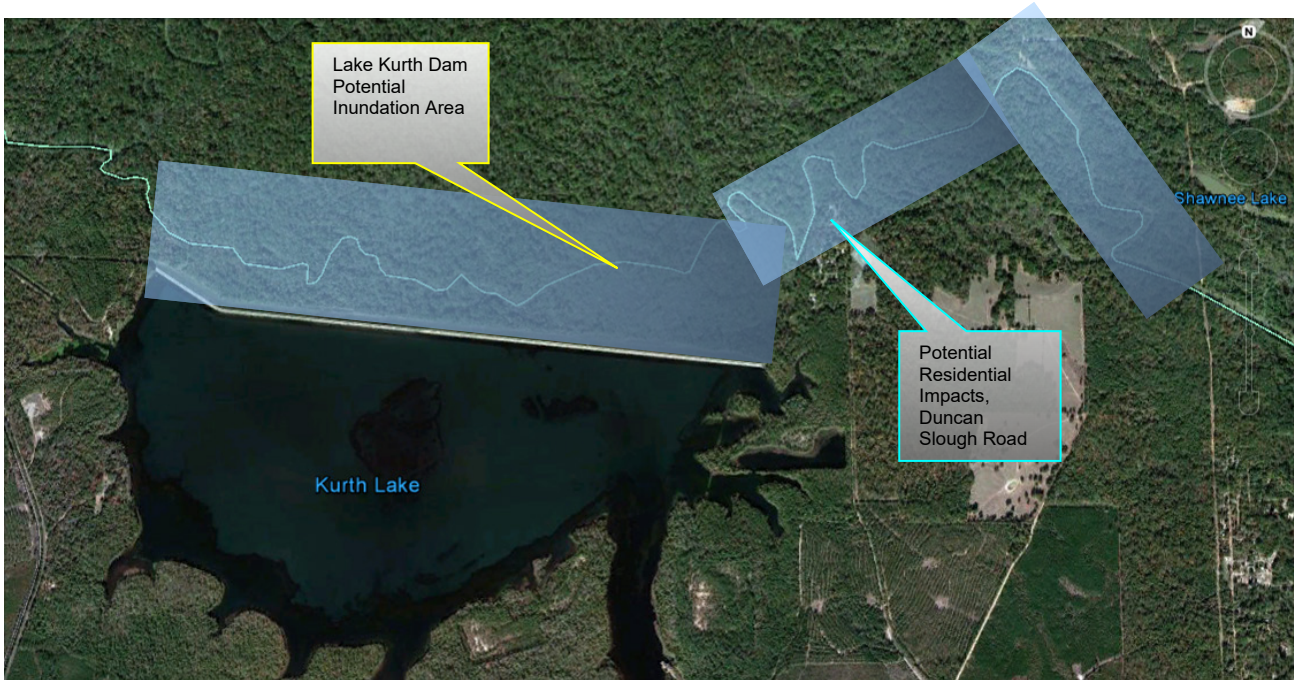 Lake Kurth Dam
Potential
Inundation Area
N
Shawnee Lake
Potential
Residential
Impacts,
Duncan
Slough Road
Kurth Lake